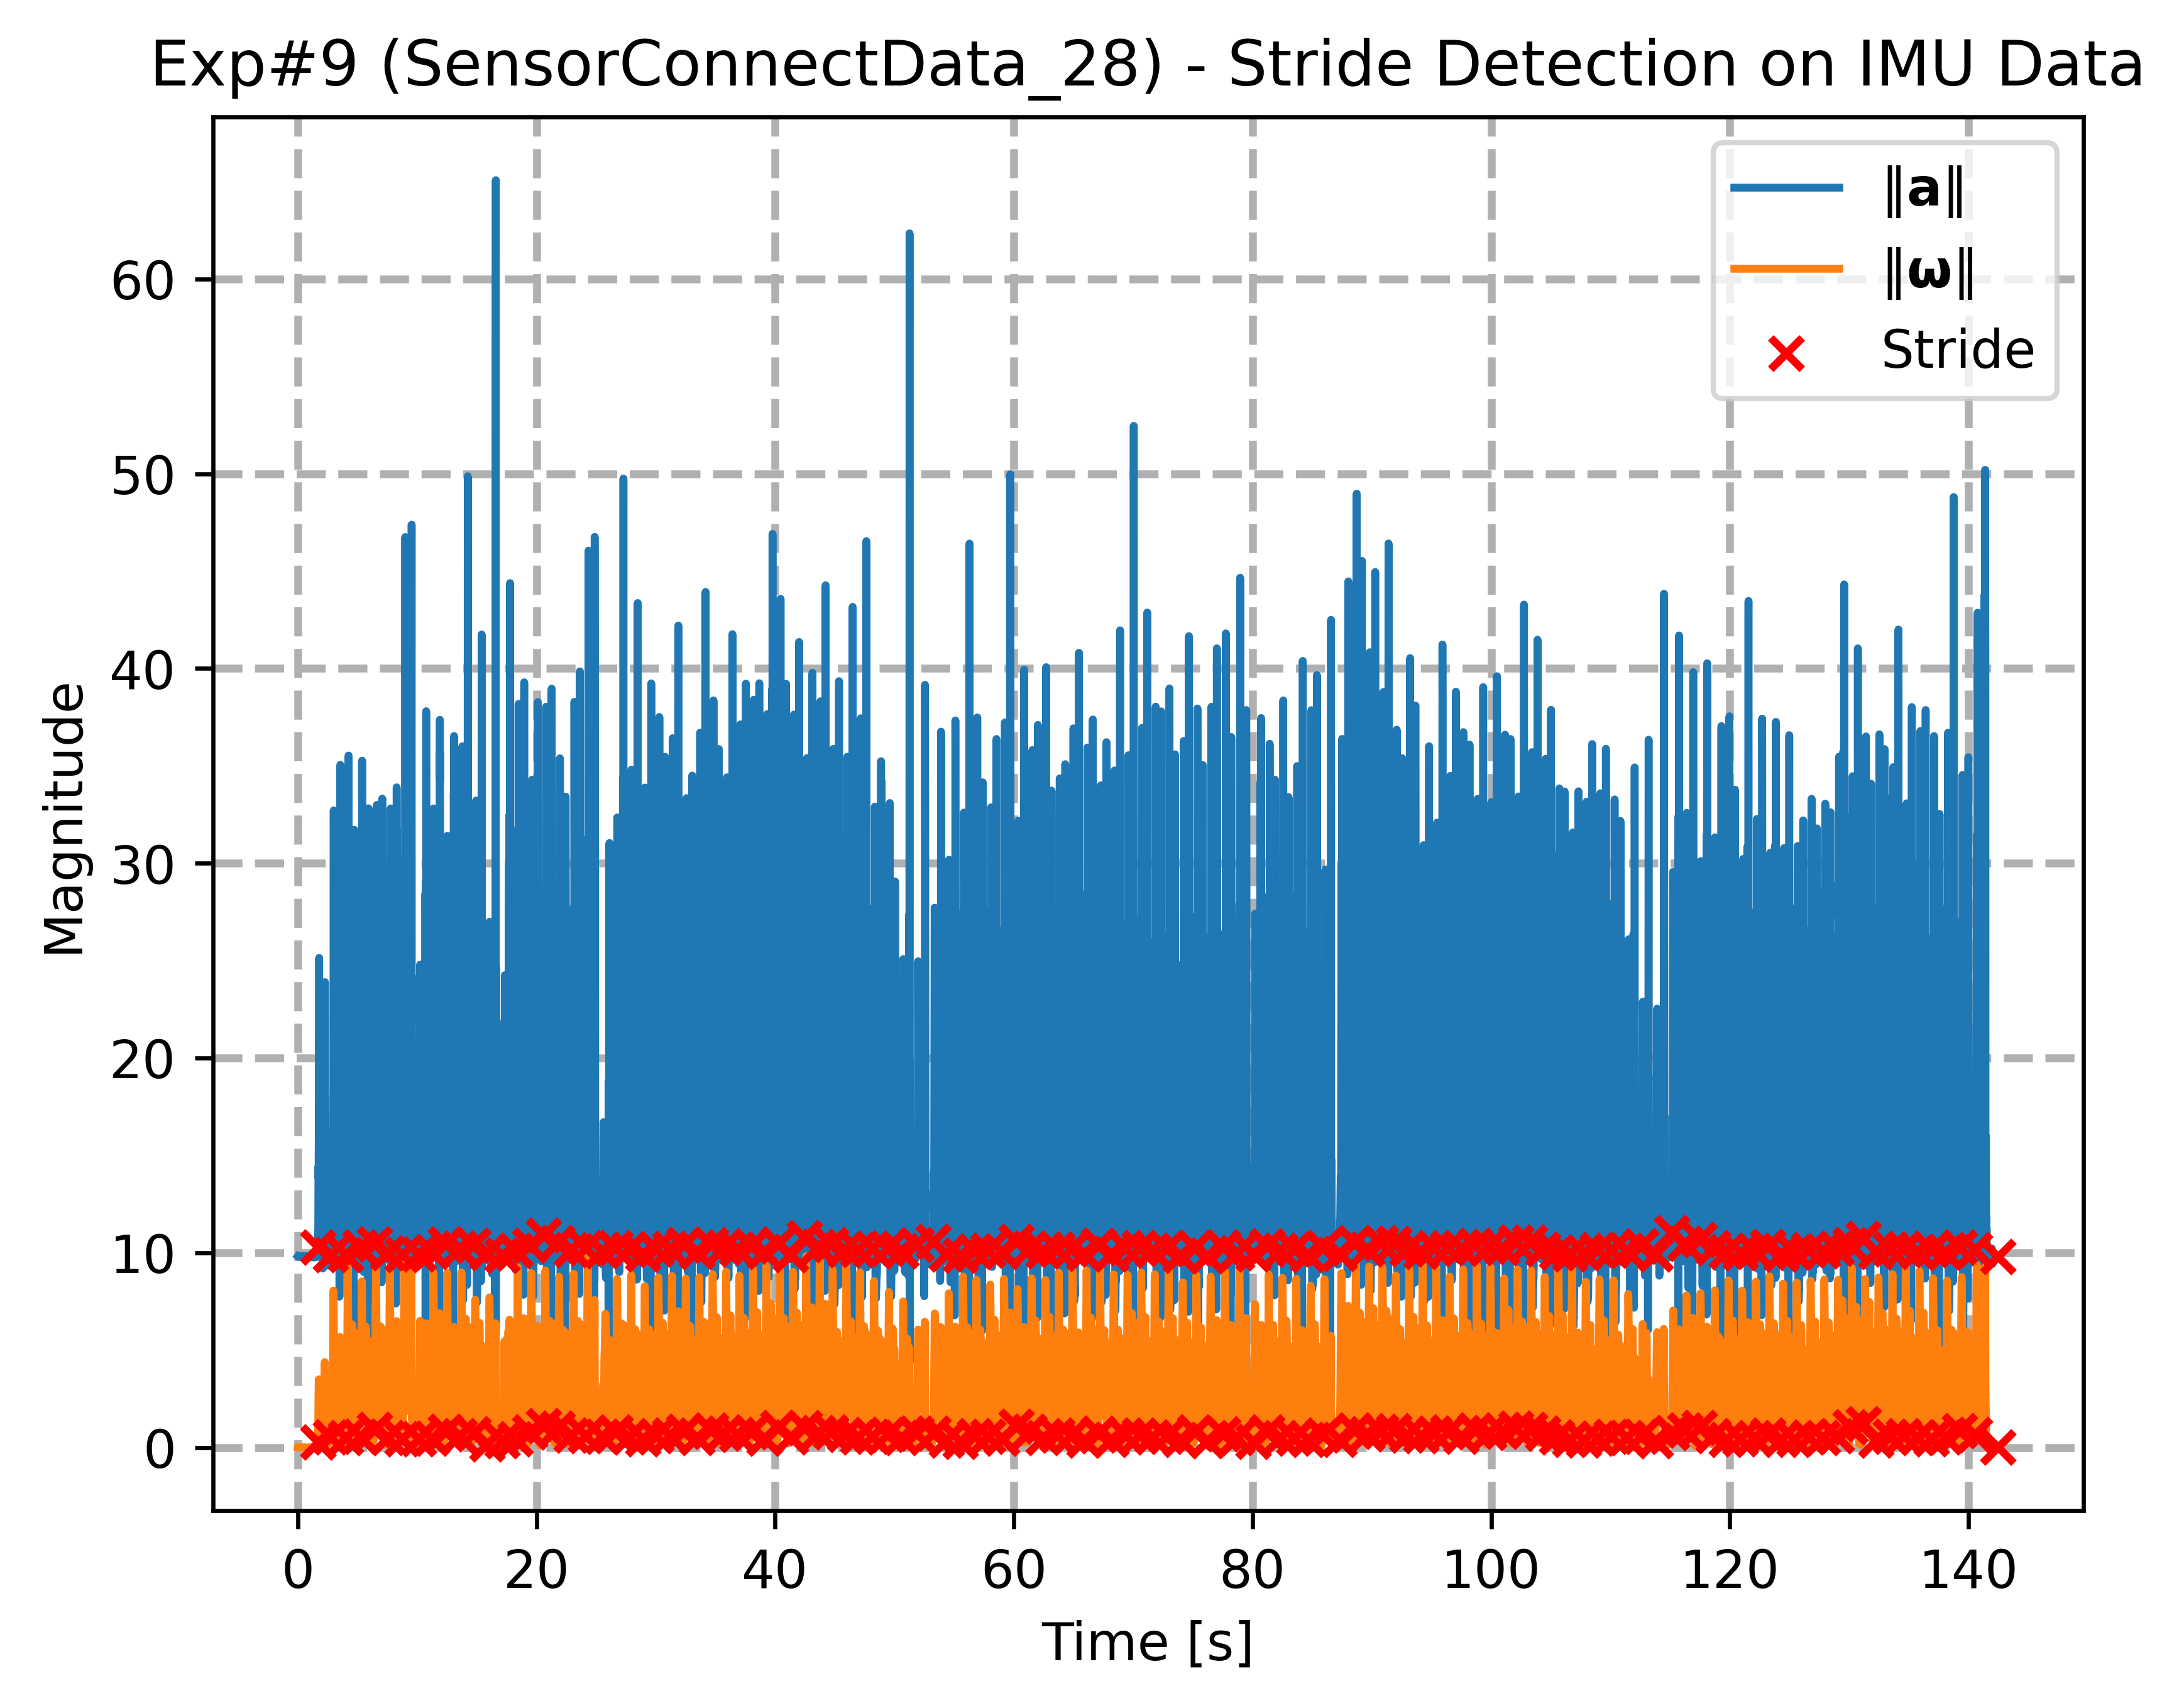 Exp#9 (SensorConnectData_28) - Stride Detection on IMU Data
‖a‖
‖ω‖
Stride
Magnitude
60
50
40
30
20
10
0
0 20 40 60 80 100 120 140
Time [s]